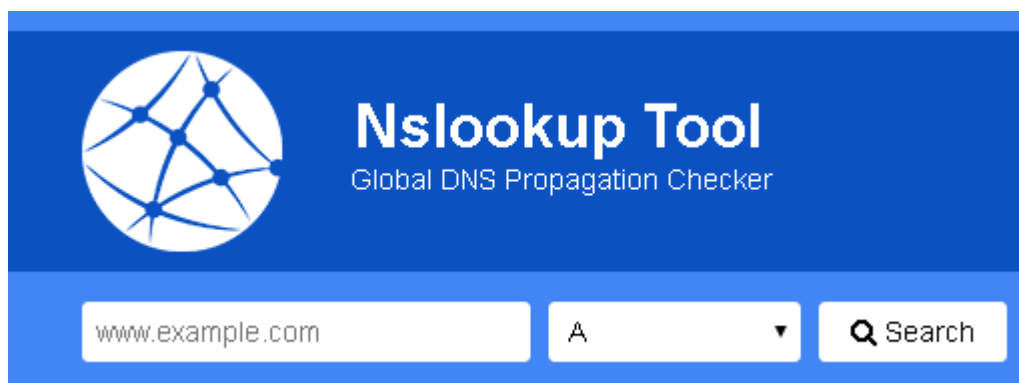 Nslookup Tool
Global DNS Propagation Checker
www.example.com
A
Search